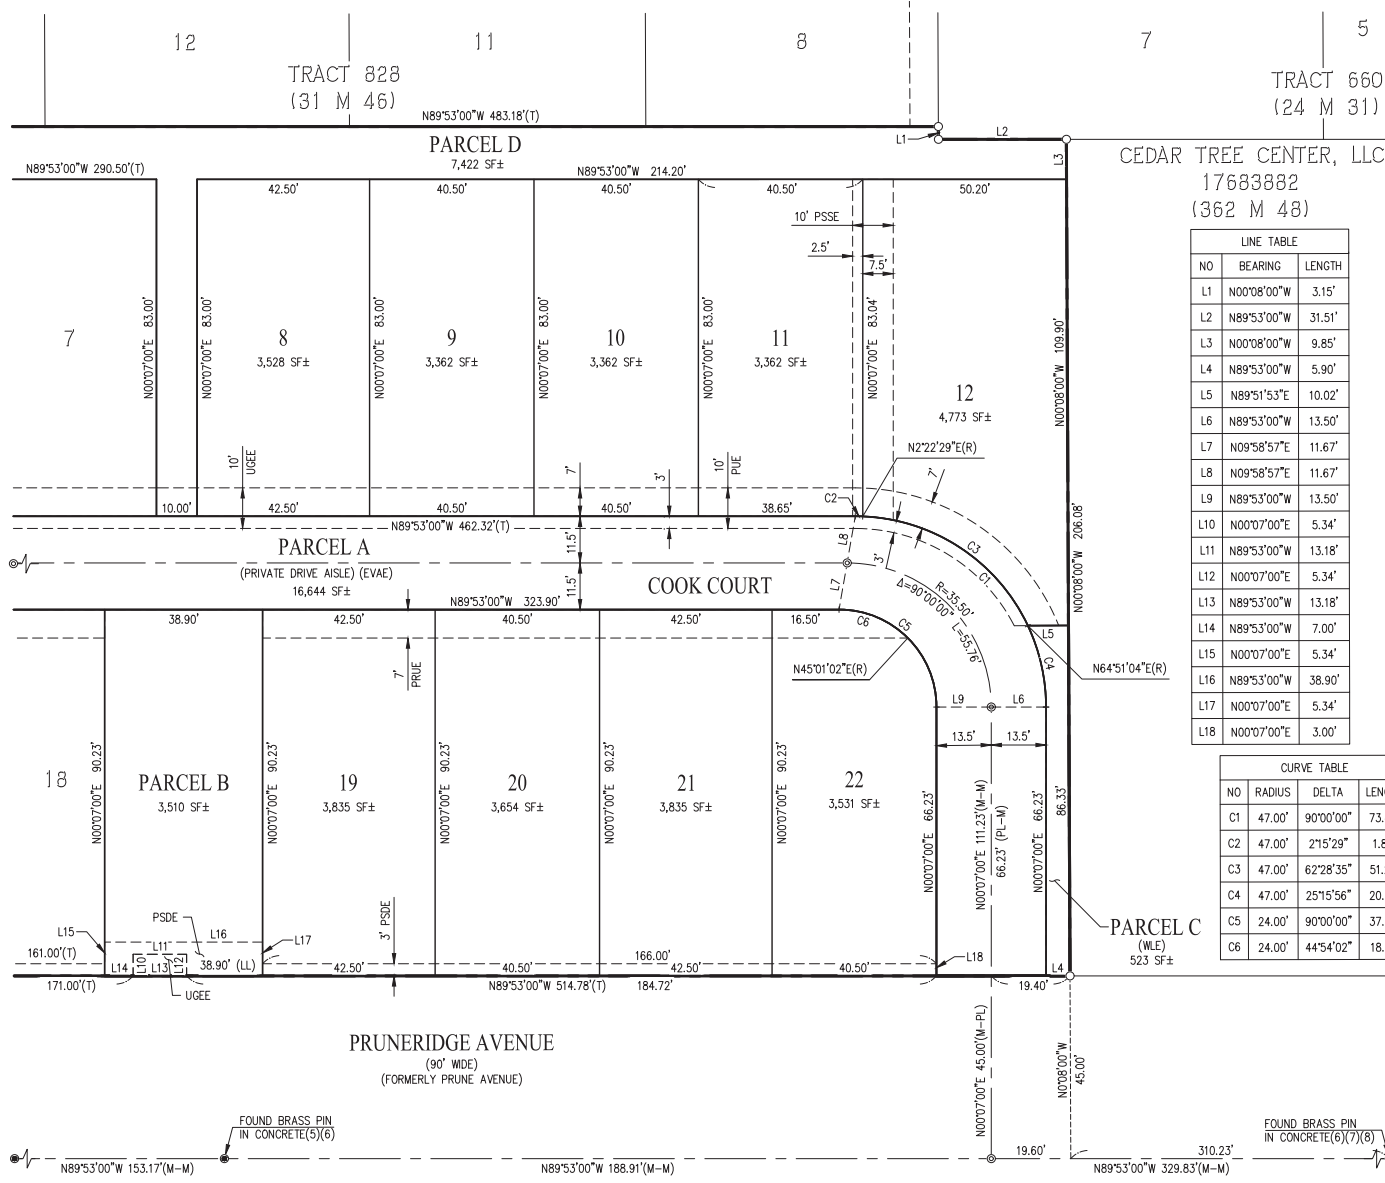 12
11
8
7
5
TRACT 828
(31 M 46)
TRACT 660
(24 M 31)
N89°53'00"W 483.18'(T)
L1
L2
L3
PARCEL D
7,422 SF±
N89°53'00"W 290.50'(T)
N89°53'00"W 214.20'
CEDAR TREE CENTER, LLC
17683882
(362 M 48)
42.50'
40.50'
40.50'
40.50'
50.20'
10' PSSE
2.5'
7.5'
LINE TABLE
NO BEARING LENGTH
L1 N00°08'00"W 3.15'
L2 N89°53'00"W 31.51'
L3 N00°08'00"W 9.85'
L4 N89°53'00"W 5.90'
L5 N89°51'53"E 10.02'
L6 N89°53'00"W 13.50'
L7 N09°58'57"E 11.67'
L8 N09°58'57"E 11.67'
L9 N89°53'00"W 13.50'
L10 N00°07'00"E 5.34'
L11 N89°53'00"W 13.18'
L12 N00°07'00"E 5.34'
L13 N89°53'00"W 13.18'
L14 N89°53'00"W 7.00'
L15 N00°07'00"E 5.34'
L16 N89°53'00"W 38.90'
L17 N00°07'00"E 5.34'
L18 N00°07'00"E 3.00'
7
N00°07'00"E 83.00'
N00°07'00"E 83.00'
8
3,528 SF±
N00°07'00"E 83.00'
9
3,362 SF±
N00°07'00"E 83.00'
10
3,362 SF±
N00°07'00"E 83.00'
11
3,362 SF±
N00°07'00"E 83.04'
12
4,773 SF±
N00°08'00"W 109.90'
N00°08'00"W 206.08'
N2°22'29"E(R)
10'
UGEE
7'
3'
10'
PUE
7'
C2
10.00'
42.50'
40.50'
40.50'
38.65'
N89°53'00"W 462.32'(T)
PARCEL A
(PRIVATE DRIVE AISLE) (EVAE)
16,644 SF±
11.5'
11.5'
COOK COURT
L8
L7
3'
C3
C1
R=35.50'
Δ=90°00'00"
L=55.76'
L5
C4
N64°51'04"E(R)
N89°53'00"W 323.90'
38.90'
42.50'
40.50'
42.50'
16.50'
C6
C5
N45°01'02"E(R)
7'
PRUE
L9
L6
13.5'
13.5'
18
N00°07'00"E 90.23'
PARCEL B
3,510 SF±
N00°07'00"E 90.23'
19
3,835 SF±
N00°07'00"E 90.23'
20
3,654 SF±
N00°07'00"E 90.23'
21
3,835 SF±
N00°07'00"E 90.23'
22
3,531 SF±
N00°07'00"E 66.23'
N00°07'00"E 111.23'(M-M)
66.23' (PL-M)
N00°07'00"E 66.23'
86.33'
CURVE TABLE
NO RADIUS DELTA
C1 47.00' 90°00'00" 73.
C2 47.00' 2°15'29" 1.8
C3 47.00' 62°28'35" 51.
C4 47.00' 25°15'56" 20.
C5 24.00' 90°00'00" 37.
C6 24.00' 44°54'02" 18.
PARCEL C
(WLE)
523 SF±
PSDE
L15
L16
L17
L11
161.00'(T)
L14
L10
L13
L12
38.90' (LL)
UGEE
3' PSDE
166.00'
L18
L4
42.50'
40.50'
42.50'
40.50'
171.00'(T)
N89°53'00"W 514.78'(T)
184.72'
19.40'
PRUNERIDGE AVENUE
(90' WIDE)
(FORMERLY PRUNE AVENUE)
N00°07'00"E 45.00'(M-PL)
N0°08'00"W
45.00'
FOUND BRASS PIN
IN CONCRETE(5)(6)
FOUND BRASS PIN
IN CONCRETE(6)(7)(8)
N89°53'00"W 153.17'(M-M)
N89°53'00"W 188.91'(M-M)
19.60'
310.23'
N89°53'00"W 329.83'(M-M)